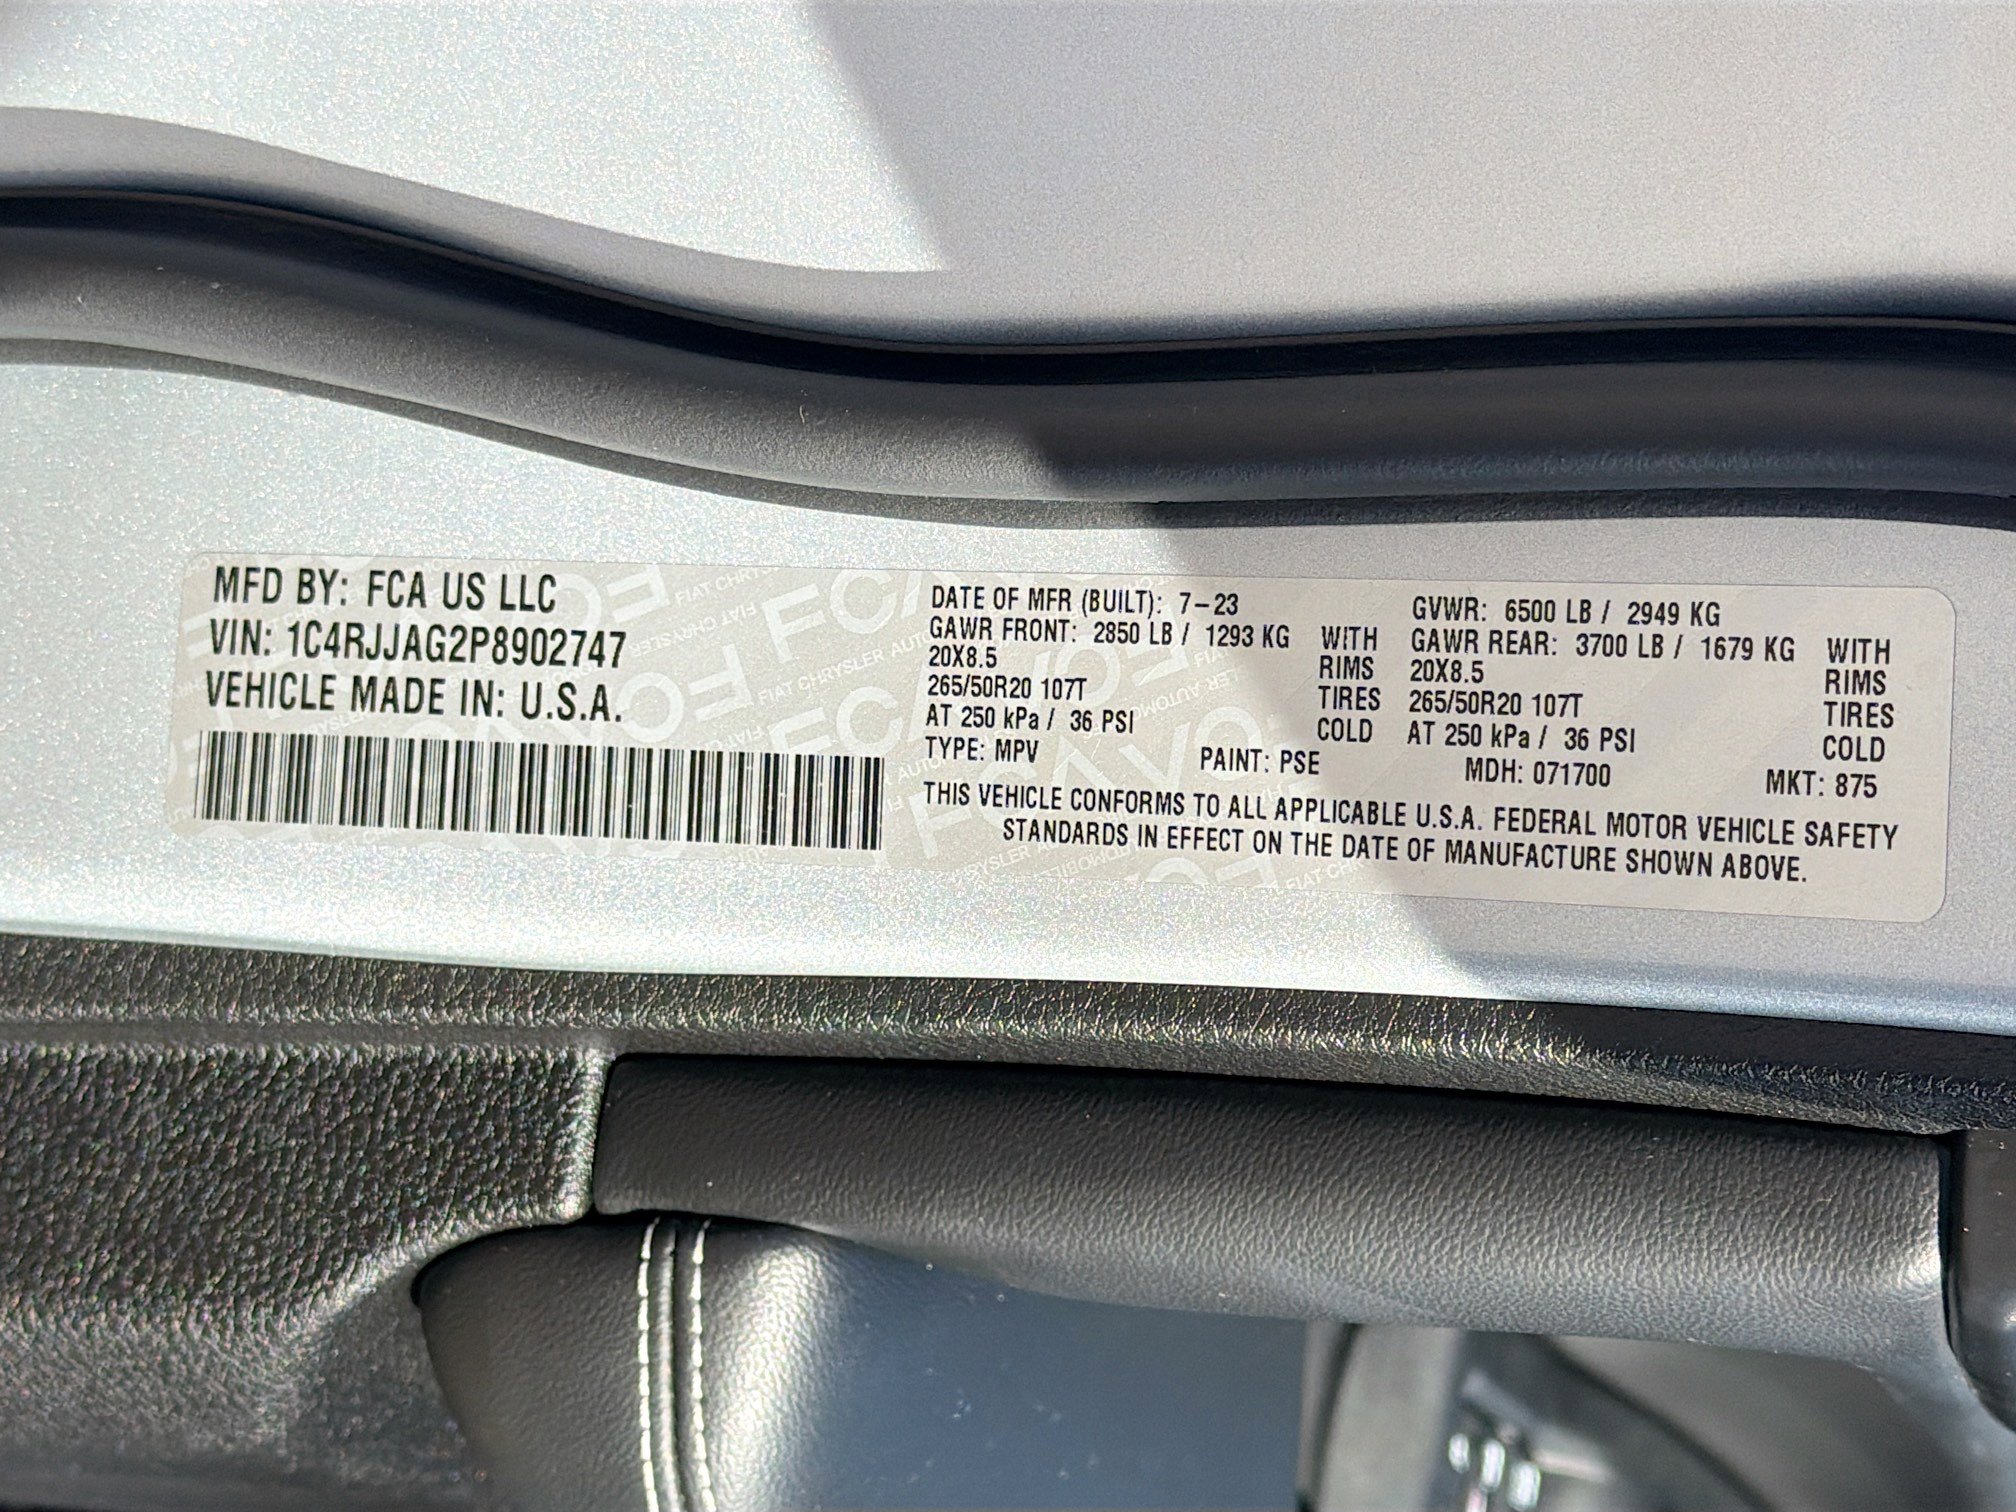 MFD BY: FCA US LLC
VIN: 1C4RJJAG2P8902747
VEHICLE MADE IN: U.S.A.
DATE OF MFR (BUILT): 7-23
GAWR FRONT: 2850 LB / 1293 KG WITH
20X8.5 RIMS
265/50R20 107T TIRES
AT 250 kPa / 36 PSI COLD
GVWR: 6500 LB / 2949 KG
GAWR REAR: 3700 LB / 1679 KG WITH
20X8.5 RIMS
265/50R20 107T TIRES
AT 250 kPa / 36 PSI COLD
TYPE: MPV PAINT: PSE MDH: 071700 MKT: 875
THIS VEHICLE CONFORMS TO ALL APPLICABLE U.S.A. FEDERAL MOTOR VEHICLE SAFETY
STANDARDS IN EFFECT ON THE DATE OF MANUFACTURE SHOWN ABOVE.